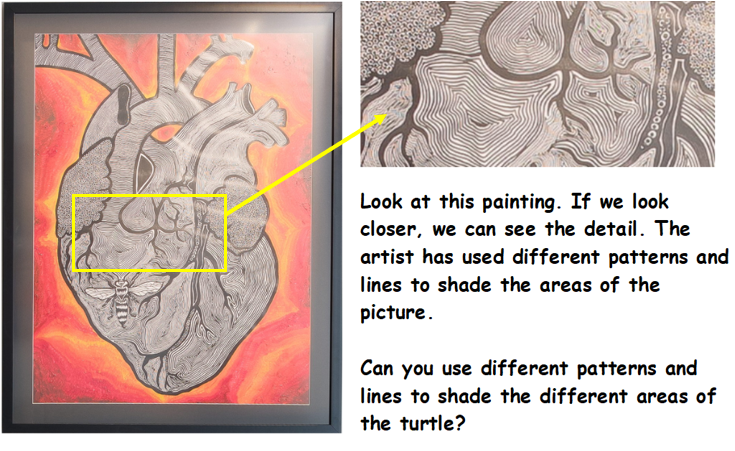 Look at this painting. If we look
closer, we can see the detail. The
artist has used different patterns and
lines to shade the areas of the
picture.
Can you use different patterns and
lines to shade the different areas of
the turtle?